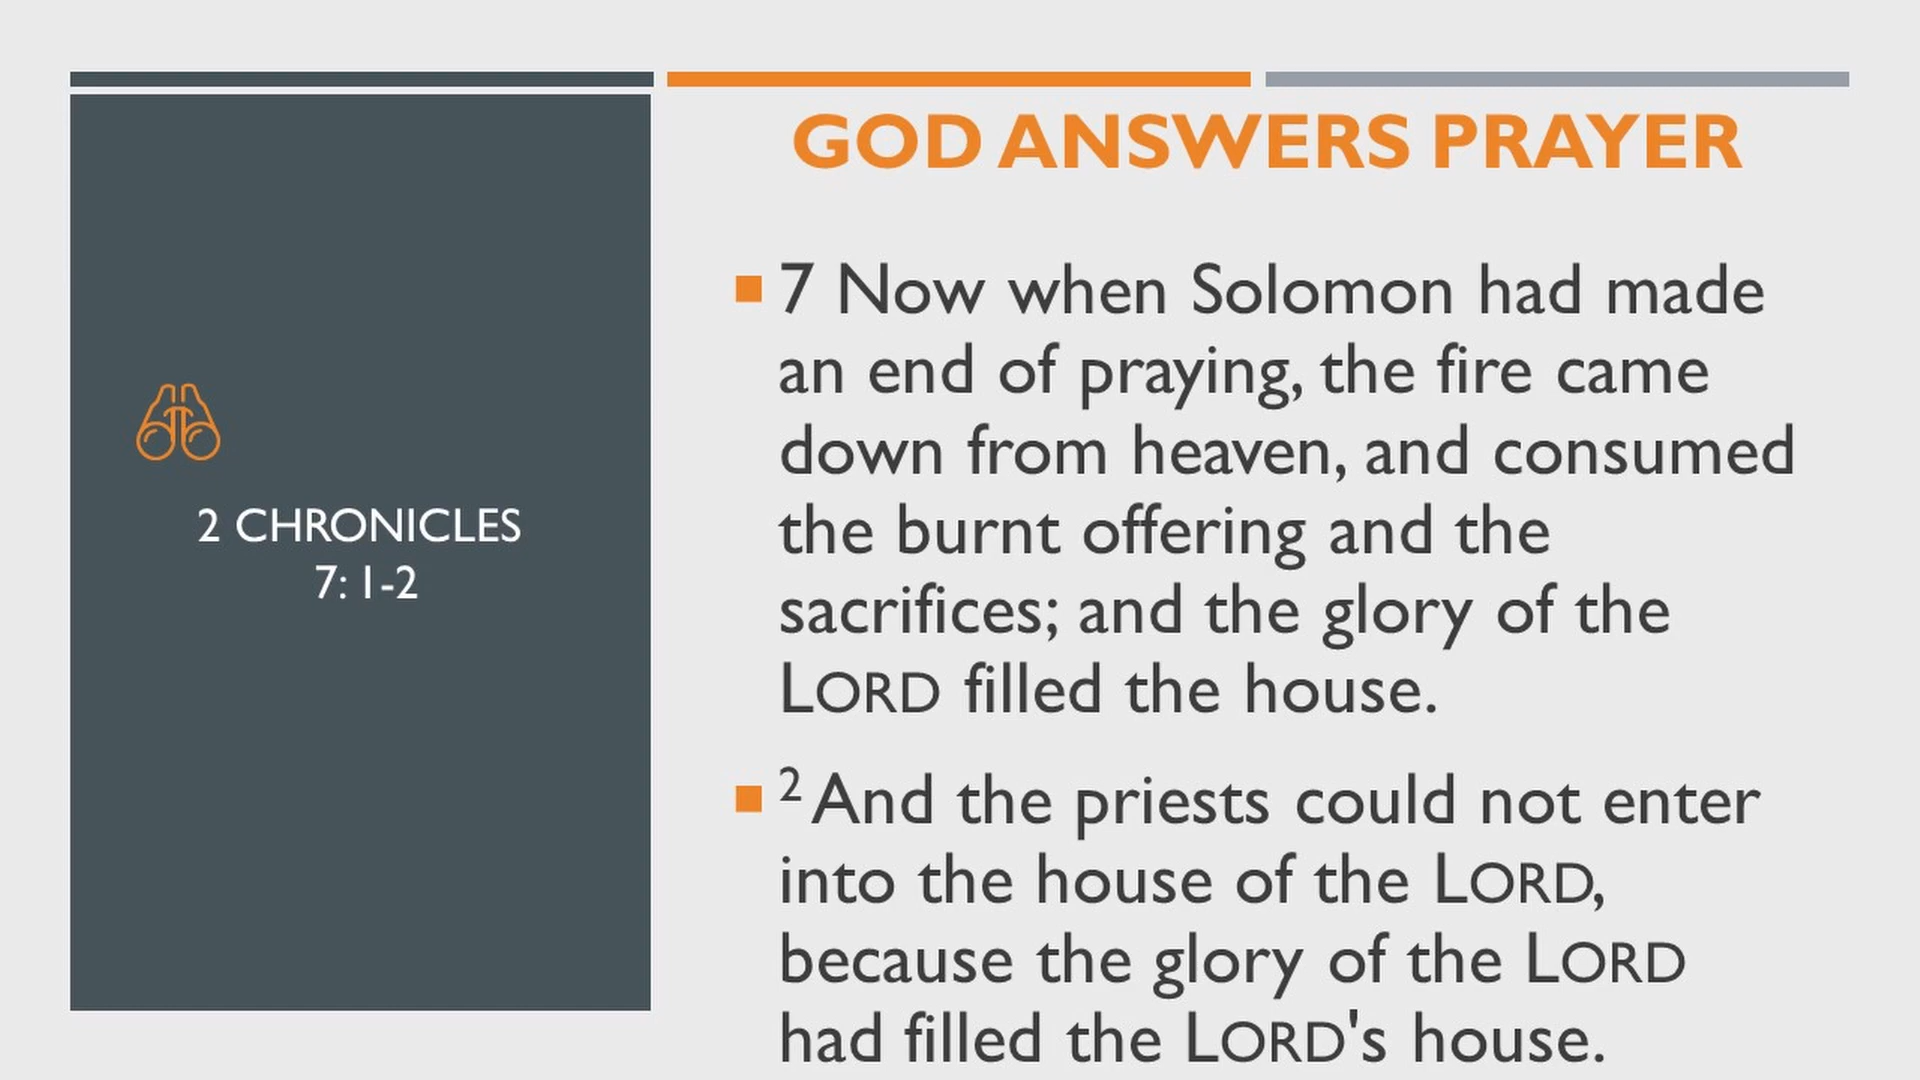 GOD ANSWERS PRAYER
2 CHRONICLES
7: 1-2
7 Now when Solomon had made
an end of praying, the fire came
down from heaven, and consumed
the burnt offering and the
sacrifices; and the glory of the
LORD filled the house.
2 And the priests could not enter
into the house of the LORD,
because the glory of the LORD
had filled the LORD's house.